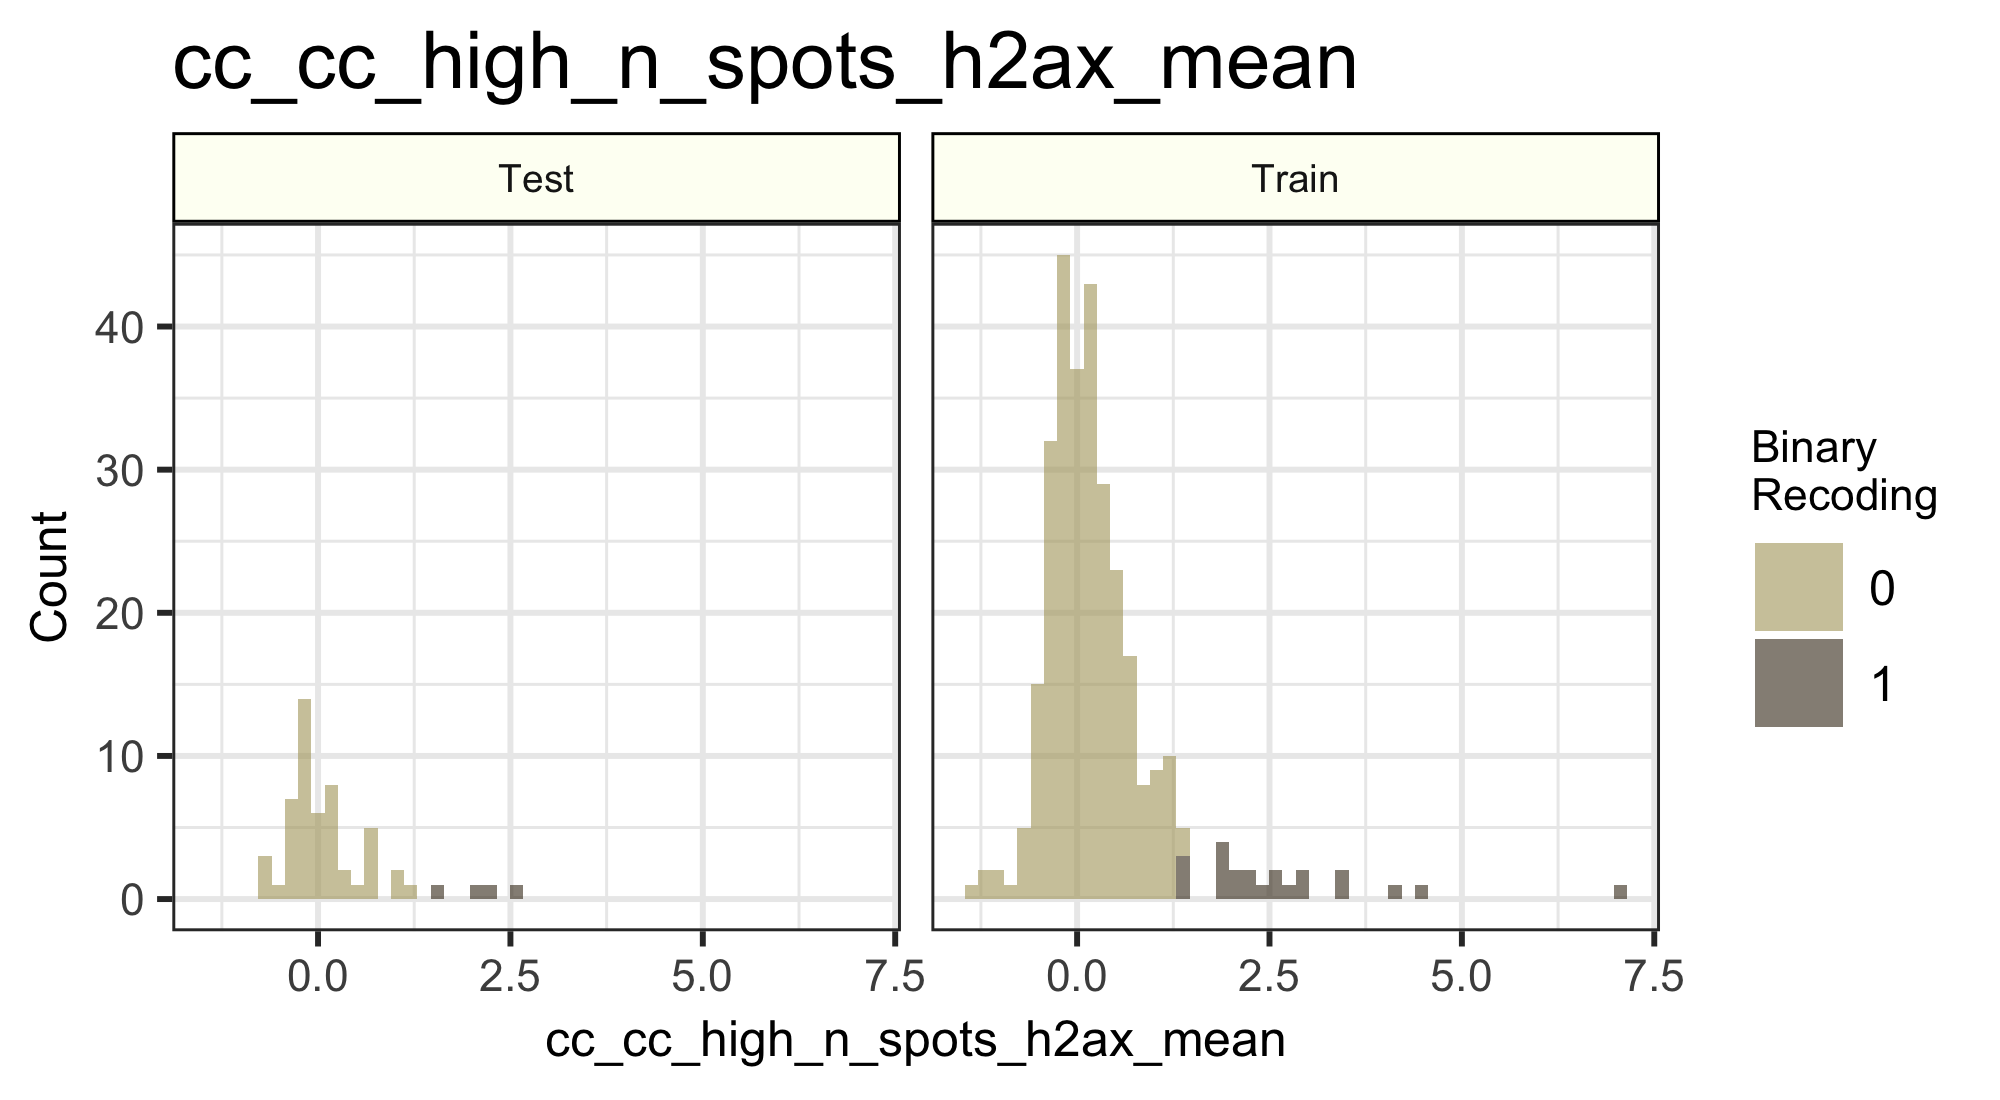 cc_cc_high_n_spots_h2ax_mean
Test
Train
40
30
20
10
0
Count
0.0
2.5
5.0
7.5
0.0
2.5
5.0
7.5
cc_cc_high_n_spots_h2ax_mean
Binary
Recoding
0
1